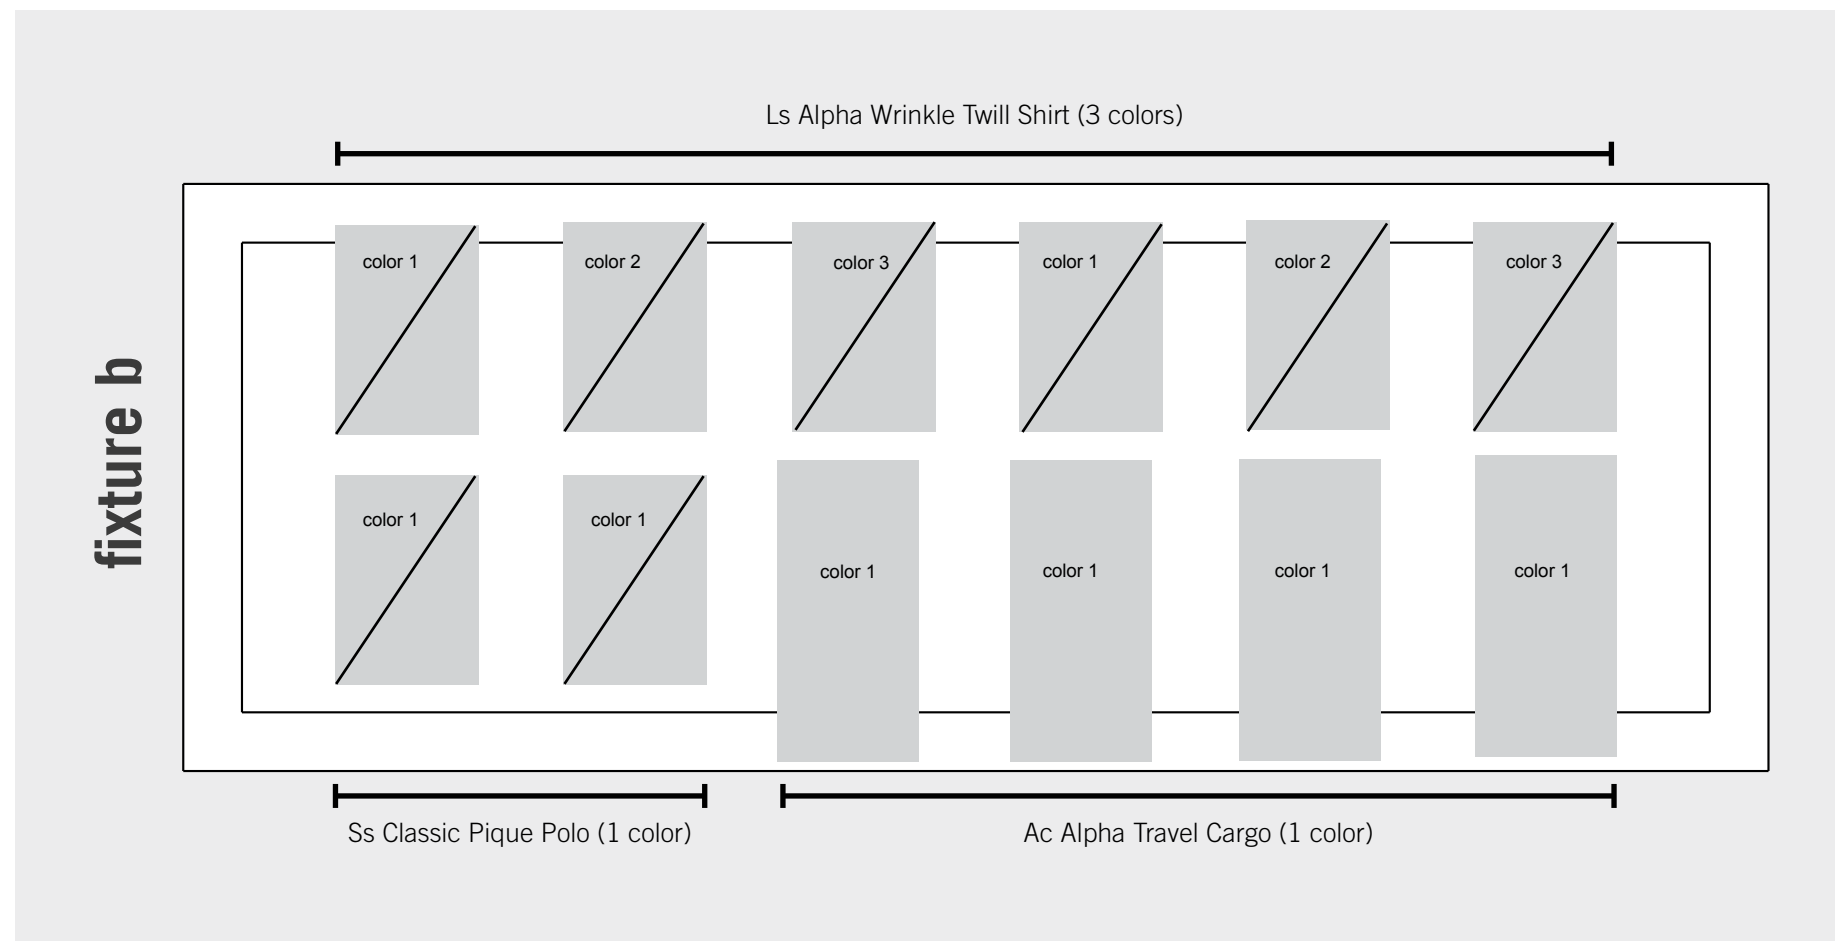 Ls Alpha Wrinkle Twill Shirt (3 colors)
fixture b
color 1
color 2
color 3
color 1
color 2
color 3
color 1
color 1
color 1
color 1
color 1
color 1
Ss Classic Pique Polo (1 color)
Ac Alpha Travel Cargo (1 color)